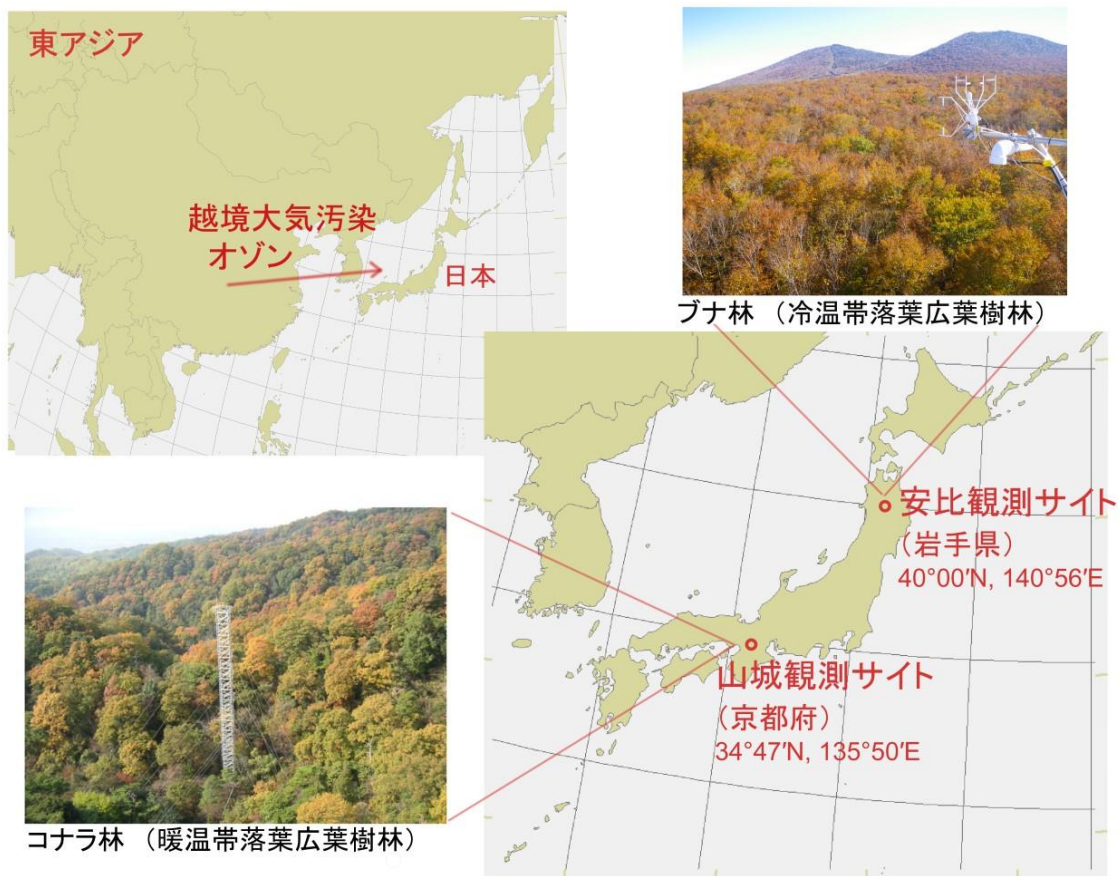 東アジア
越境大気汚染
オゾン
日本
ブナ林 （冷温帯落葉広葉樹林）
安比観測サイト
（岩手県）
40°00′N, 140°56′E
山城観測サイト
（京都府）
34°47′N, 135°50′E
コナラ林 （暖温帯落葉広葉樹林）